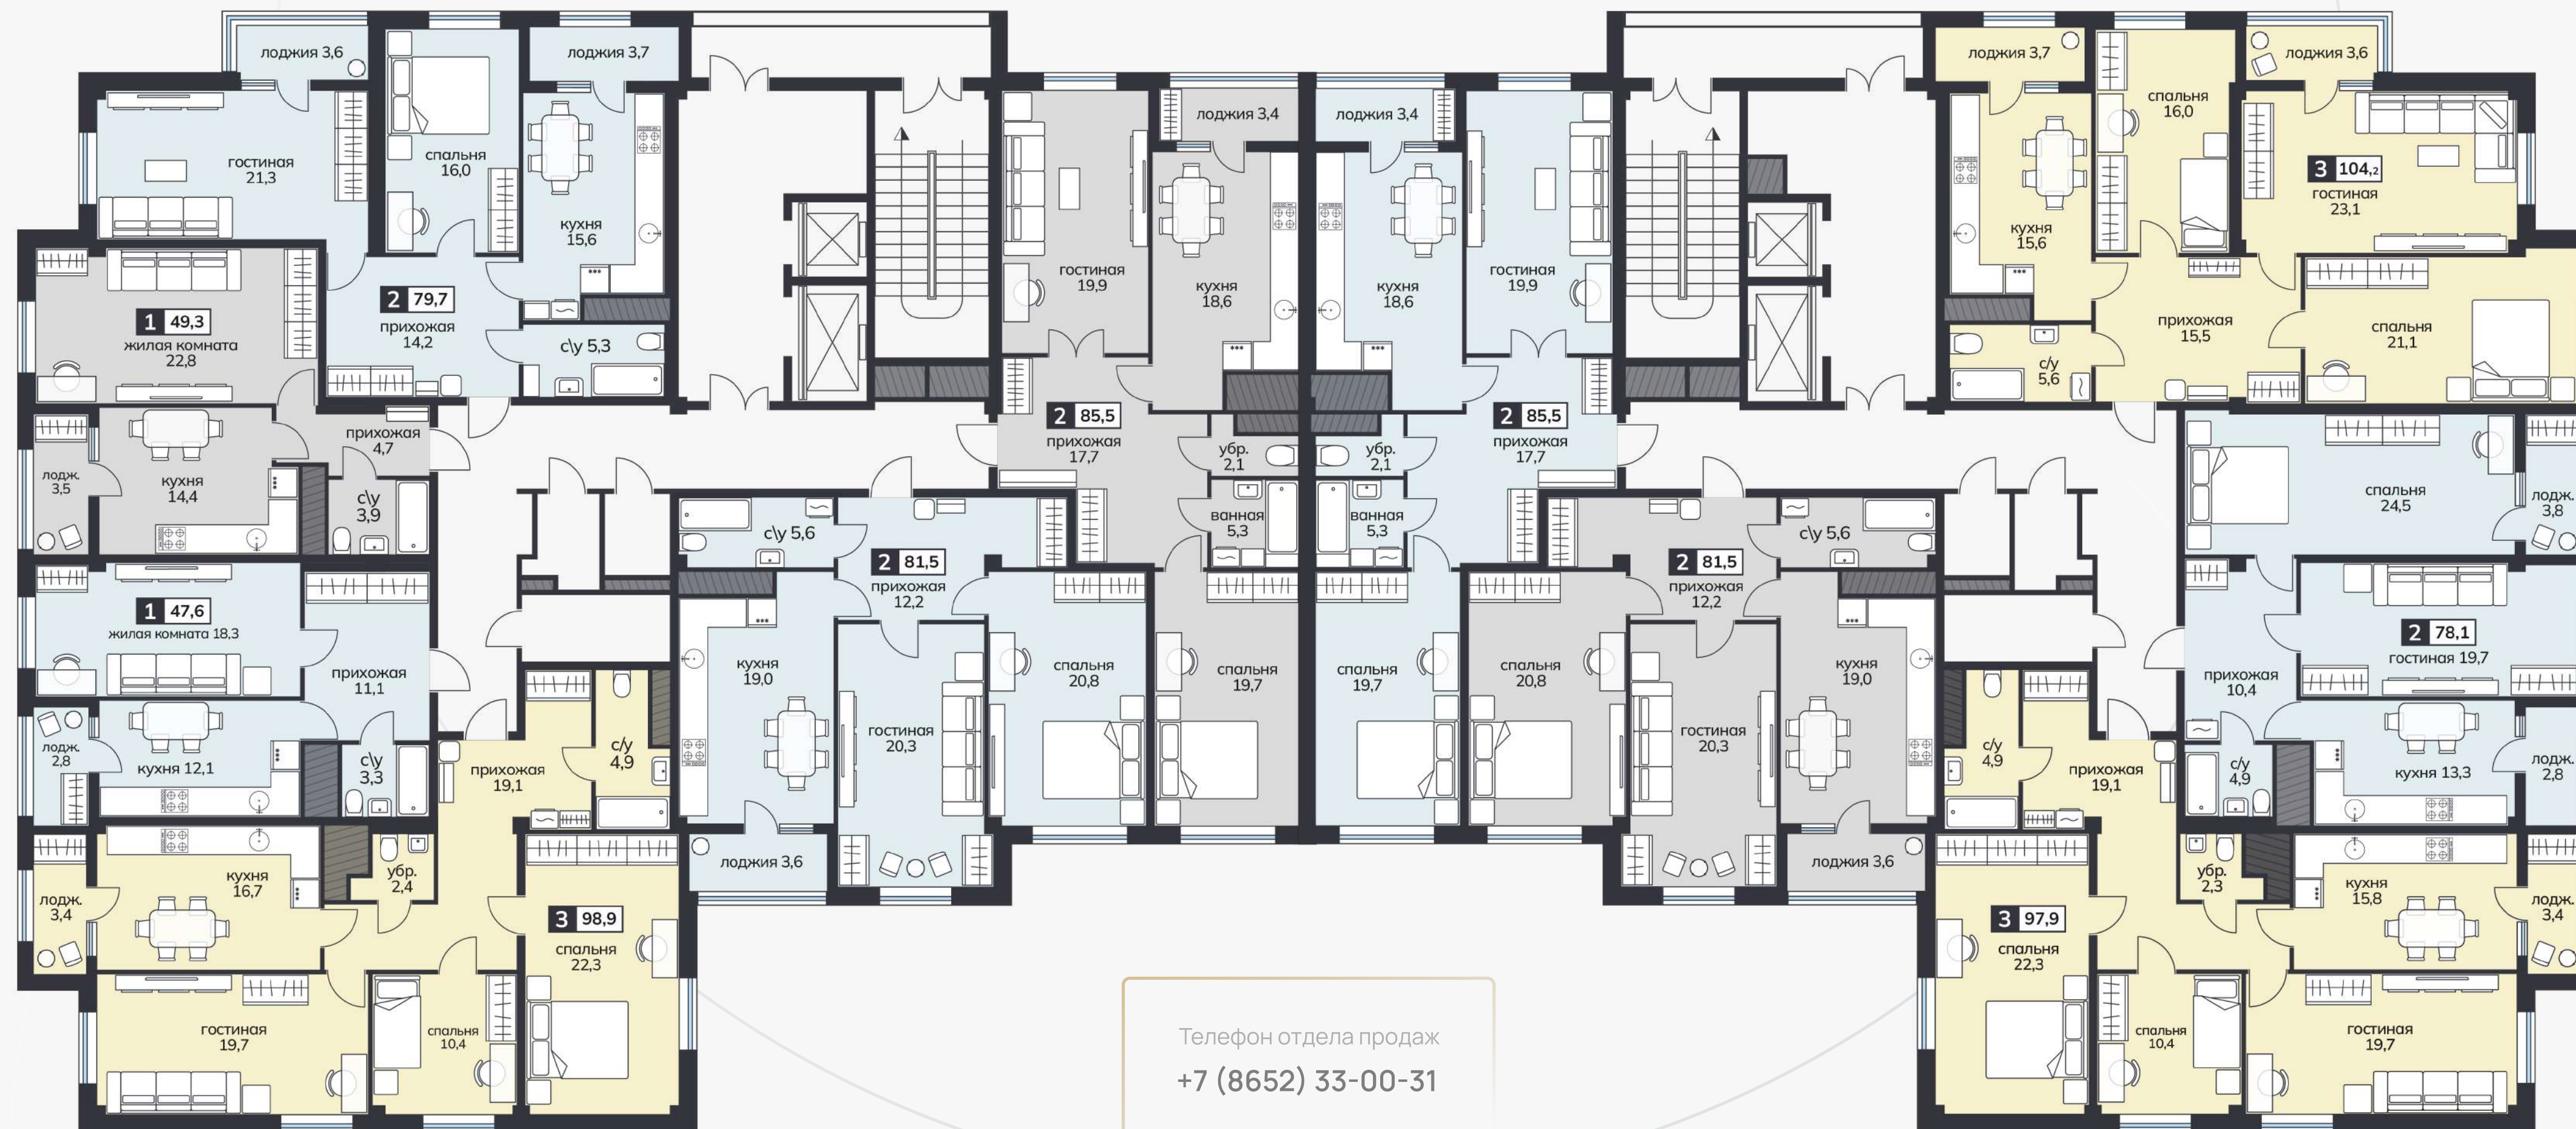 лоджия 3,6
спальня
16,0
лоджия 3,7
гостиная
21,3
кухня
15,6
2 79,7
прихожая
14,2
с\у 5,3
1 49,3
жилая комната
22,8
прихожая
4,7
лодж.
3,5
кухня
14,4
с\у
3,9
1 47,6
жилая комната 18,3
прихожая
11,1
лодж.
2,8
кухня 12,1
с\у
3,3
прихожая
19,1
с/у
4,9
кухня
16,7
убр.
2,4
лодж.
3,4
3 98,9
спальня
22,3
гостиная
19,7
спальня
10,4
с\у 5,6
2 81,5
прихожая
12,2
кухня
19,0
гостиная
20,3
спальня
20,8
лоджия 3,6
лоджия 3,4
гостиная
19,9
кухня
18,6
2 85,5
прихожая
17,7
убр.
2,1
ванная
5,3
спальня
19,7
лоджия 3,4
кухня
18,6
гостиная
19,9
2 85,5
прихожая
17,7
убр.
2,1
ванная
5,3
спальня
19,7
2 81,5
прихожая
12,2
с\у 5,6
спальня
20,8
гостиная
20,3
кухня
19,0
лоджия 3,6
лоджия 3,7
спальня
16,0
лоджия 3,6
3 104,2
гостиная
23,1
кухня
15,6
прихожая
15,5
с/у
5,6
спальня
21,1
спальня
24,5
лодж.
3,8
2 78,1
гостиная 19,7
прихожая
10,4
с/у
4,9
кухня 13,3
лодж.
2,8
с/у
4,9
прихожая
19,1
убр.
2,3
кухня
15,8
лодж.
3,4
3 97,9
спальня
22,3
спальня
10,4
гостиная
19,7
Телефон отдела продаж
+7 (8652) 33-00-31